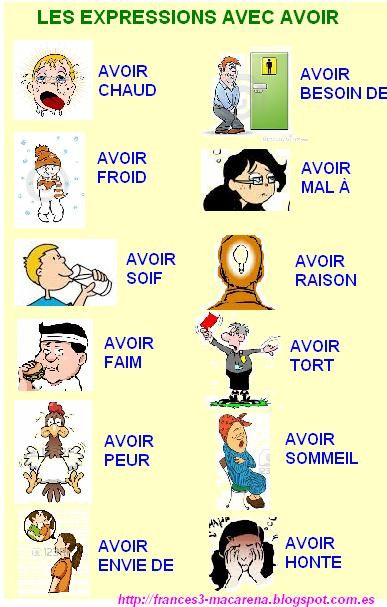 LES EXPRESSIONS AVEC AVOIR
AVOIR
CHAUD
AVOIR
BESOIN DE
AVOIR
FROID
AVOIR
MAL À
AVOIR
SOIF
AVOIR
RAISON
AVOIR
FAIM
AVOIR
TORT
AVOIR
PEUR
AVOIR
SOMMEIL
AVOIR
ENVIE DE
AVOIR
HONTE
http://frances3-macarena.blogspot.com.es